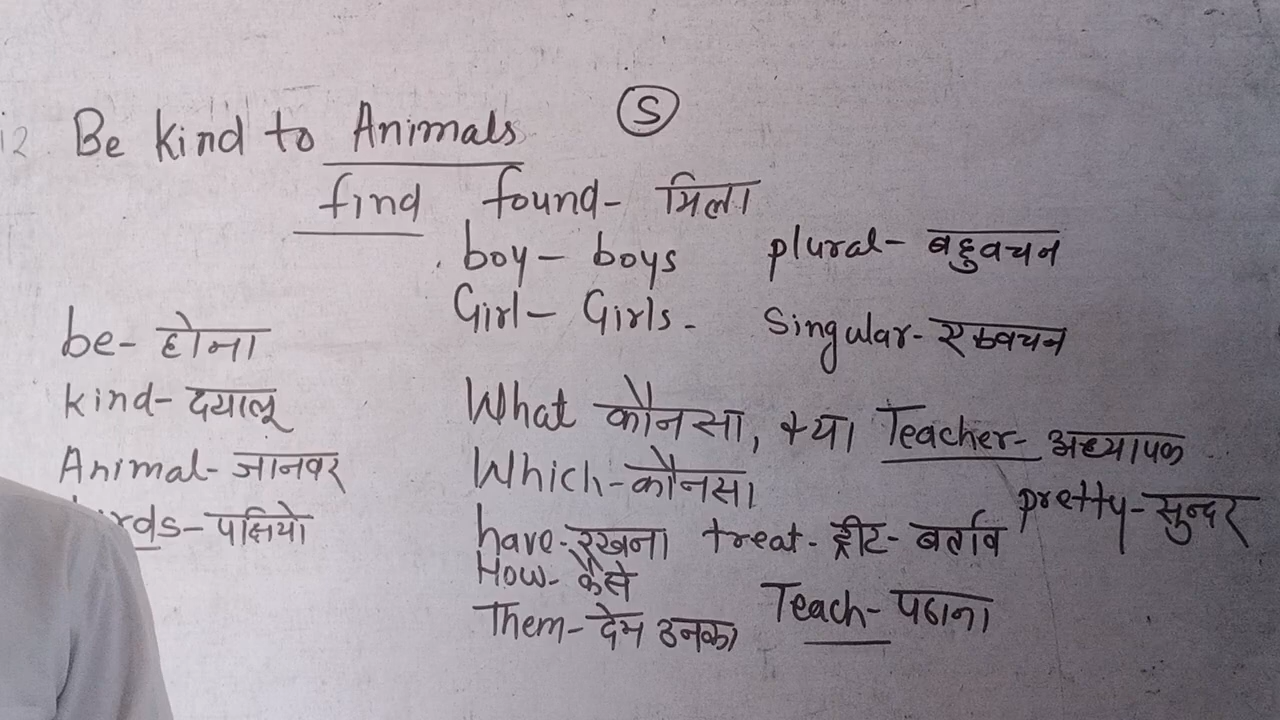 12 Be kind to Animals S
find found- मिला
boy- boys plural- बहुवचन
Girl- Girls- Singular- एकवचन
be- होना
kind- दयालू
Animal- जानवर
rds- पक्षियो
What कौनसा, क्या Teacher- अध्यापक
Which- कौनसा
pretty- सुन्दर
have- रखना treat- ट्रीट- बर्ताव
How- कैसे
Them- देम उनका Teach- पढाना